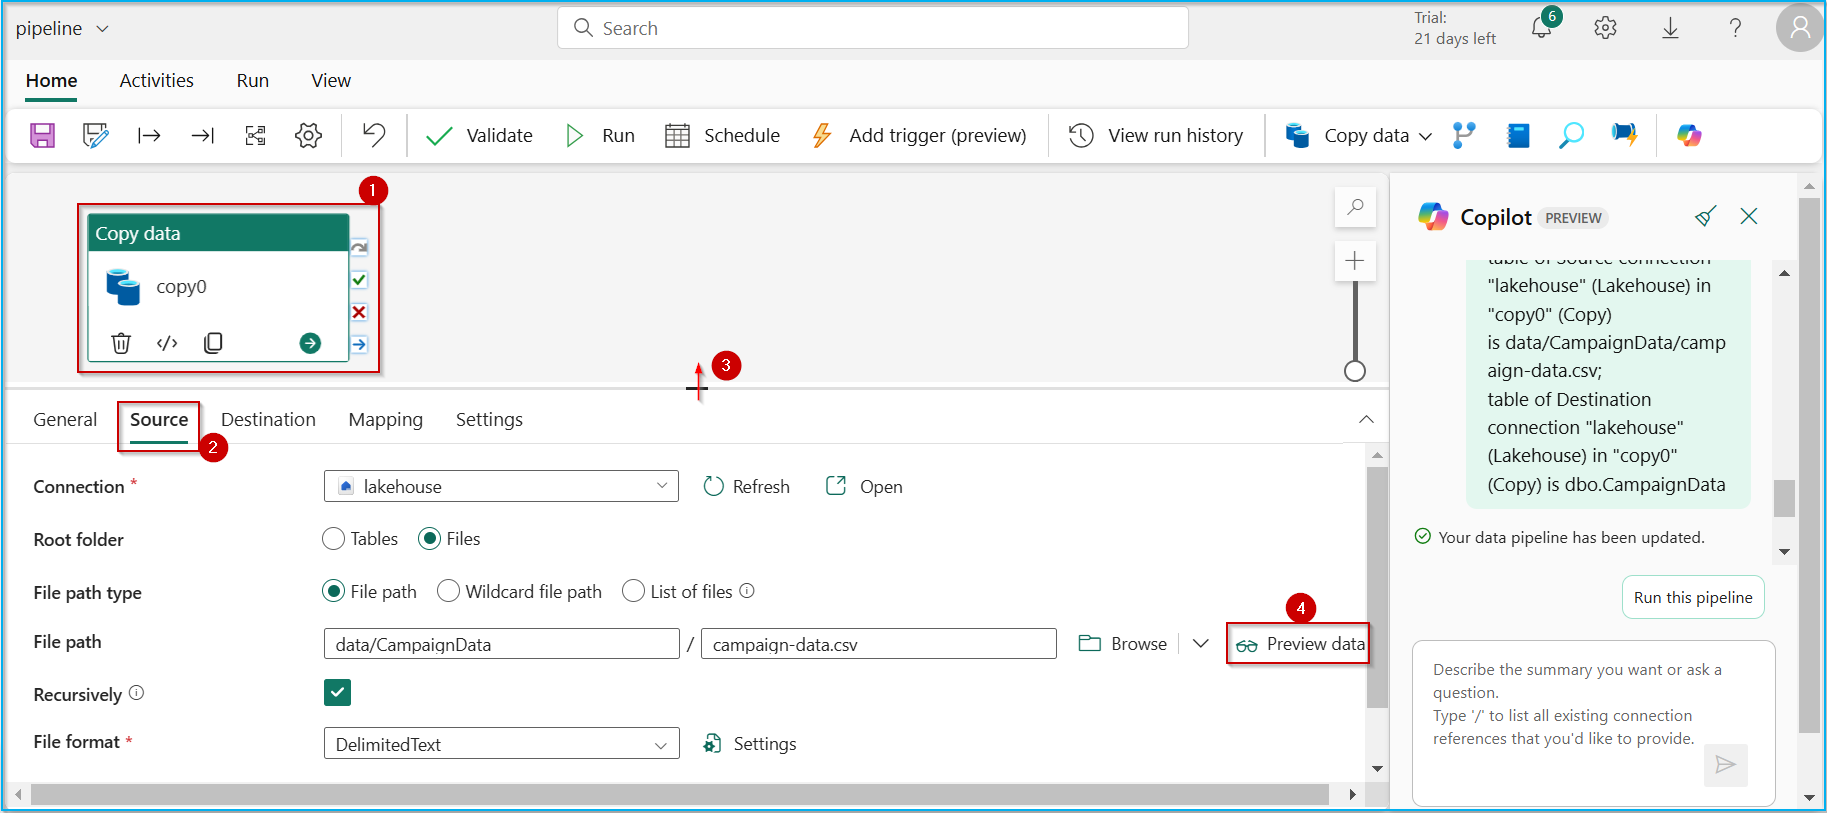 pipeline
Search
Trial:
21 days left
6
Home
Activities
Run
View
Validate
Run
Schedule
Add trigger (preview)
View run history
Copy data
1
Copy data
copy0
3
General
Source
Destination
Mapping
Settings
2
Connection *
lakehouse
Refresh
Open
Root folder
Tables
Files
File path type
File path
Wildcard file path
List of files
4
File path
data/CampaignData
/
campaign-data.csv
Browse
Preview data
Recursively
File format *
DelimitedText
Settings
Copilot
PREVIEW
table of Source connection
"lakehouse" (Lakehouse) in
"copy0" (Copy)
is data/CampaignData/camp
aign-data.csv;
table of Destination
connection "lakehouse"
(Lakehouse) in "copy0"
(Copy) is dbo.CampaignData
Your data pipeline has been updated.
Run this pipeline
Describe the summary you want or ask a
question.
Type '/' to list all existing connection
references that you'd like to provide.